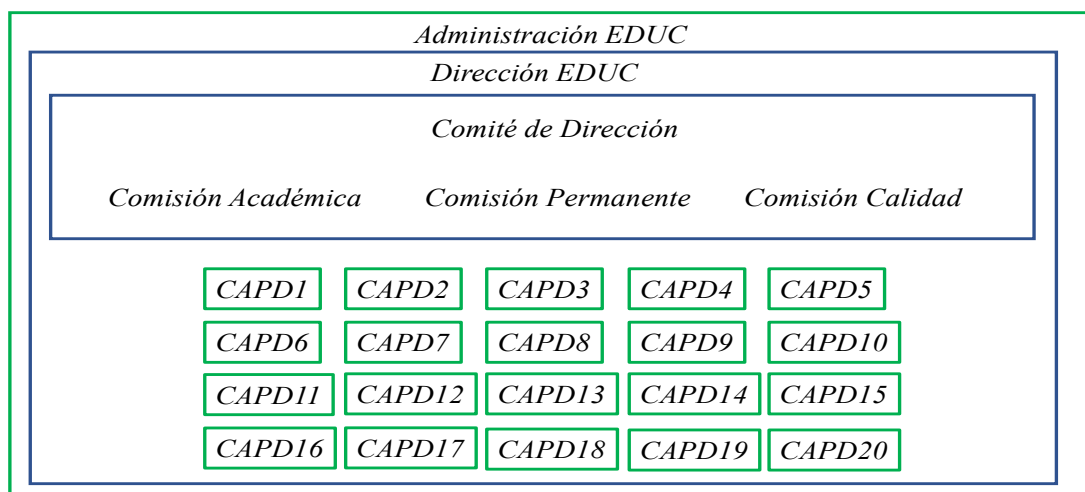 Administración EDUC
Dirección EDUC
Comité de Dirección
Comisión Académica Comisión Permanente Comisión Calidad
CAPD1 CAPD2 CAPD3 CAPD4 CAPD5
CAPD6 CAPD7 CAPD8 CAPD9 CAPD10
CAPD11 CAPD12 CAPD13 CAPD14 CAPD15
CAPD16 CAPD17 CAPD18 CAPD19 CAPD20